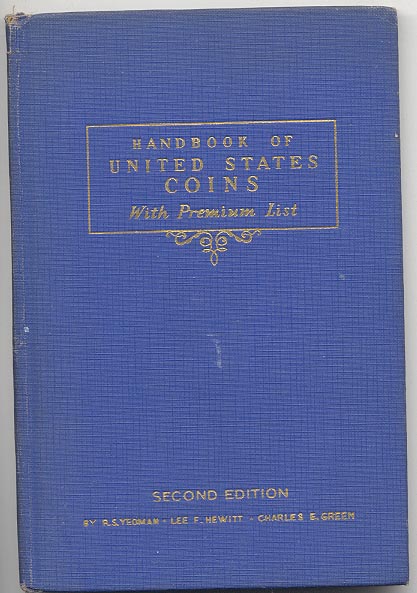 HANDBOOK OF
UNITED STATES
COINS
With Premium List
SECOND EDITION
BY R.S. YEOMAN · LEE F. HEWITT · CHARLES E. GREEN